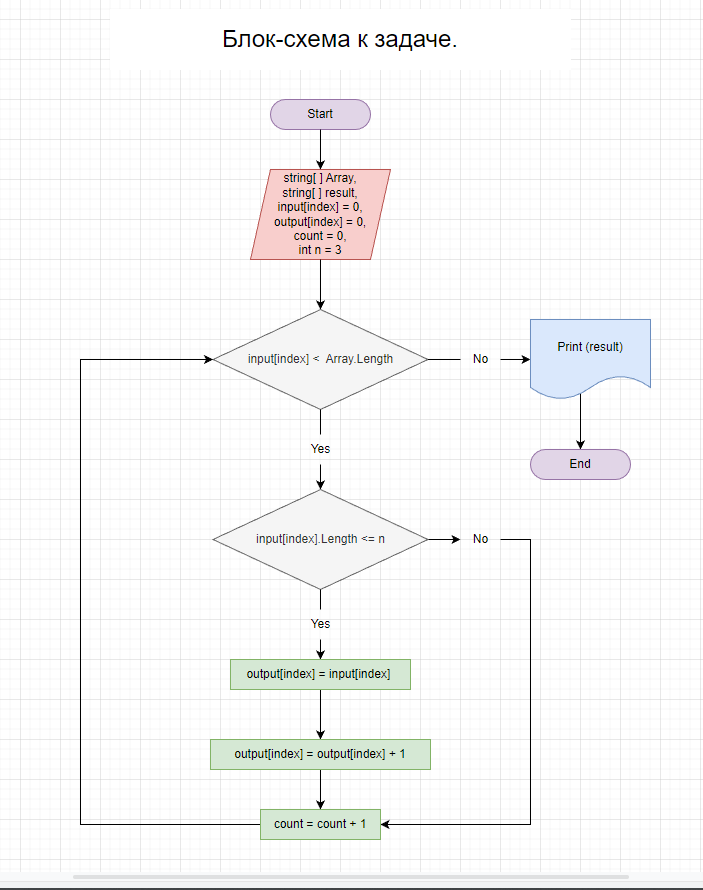 Блок-схема к задаче.
Start
string[ ] Array,
string[ ] result,
input[index] = 0,
output[index] = 0,
count = 0,
int n = 3
input[index] < Array.Length
No
Print (result)
End
Yes
input[index].Length <= n
No
Yes
output[index] = input[index]
output[index] = output[index] + 1
count = count + 1